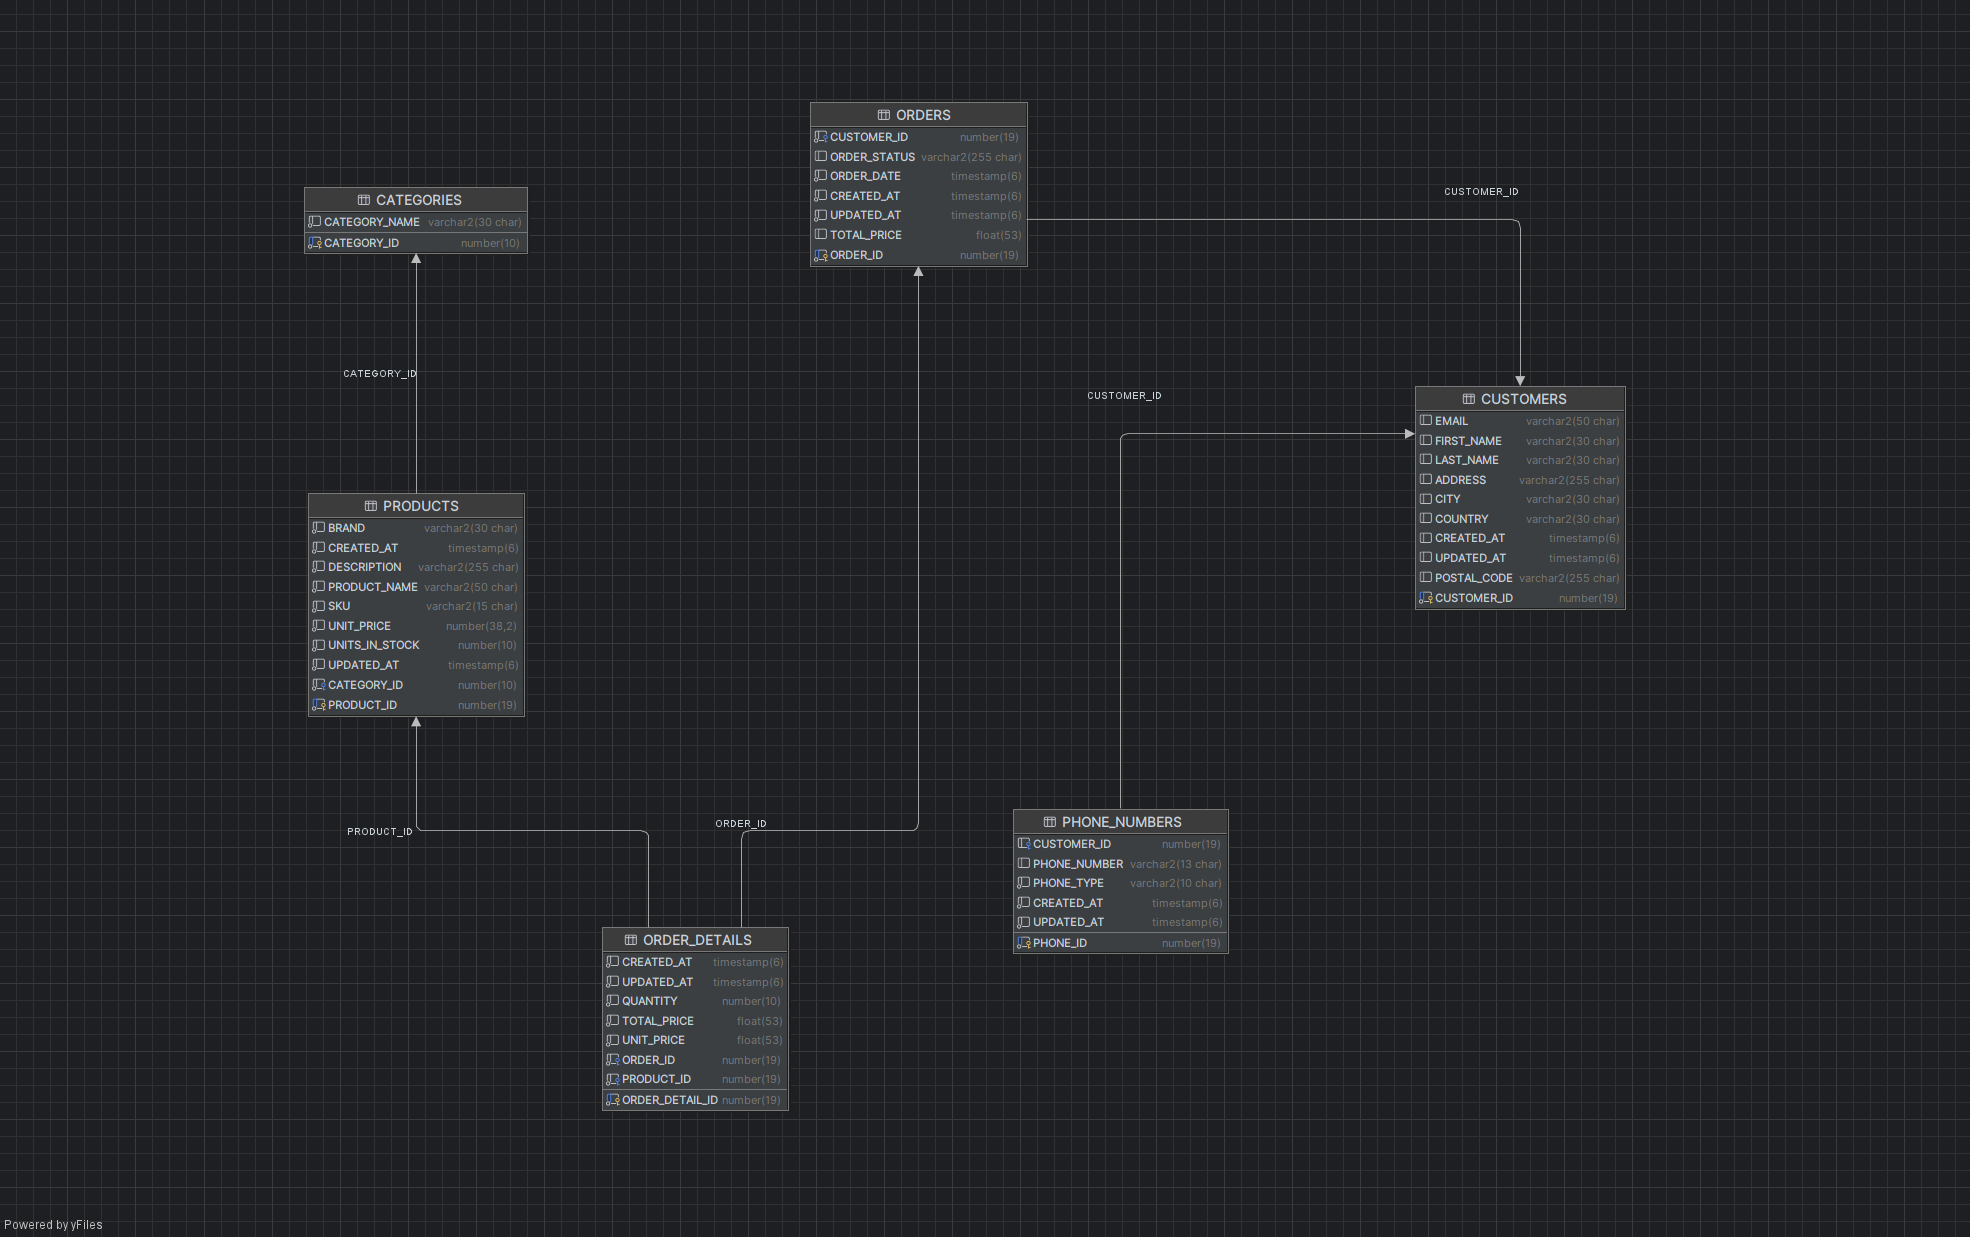 ORDERS
CUSTOMER_ID number(19)
ORDER_STATUS varchar2(255 char)
ORDER_DATE timestamp(6)
CREATED_AT timestamp(6)
UPDATED_AT timestamp(6)
TOTAL_PRICE float(53)
ORDER_ID number(19)
CATEGORIES
CATEGORY_NAME varchar2(30 char)
CATEGORY_ID number(10)
CUSTOMER_ID
CATEGORY_ID
CUSTOMER_ID
CUSTOMERS
EMAIL varchar2(50 char)
FIRST_NAME varchar2(30 char)
LAST_NAME varchar2(30 char)
ADDRESS varchar2(255 char)
CITY varchar2(30 char)
COUNTRY varchar2(30 char)
CREATED_AT timestamp(6)
UPDATED_AT timestamp(6)
POSTAL_CODE varchar2(255 char)
CUSTOMER_ID number(19)
PRODUCTS
BRAND varchar2(30 char)
CREATED_AT timestamp(6)
DESCRIPTION varchar2(255 char)
PRODUCT_NAME varchar2(50 char)
SKU varchar2(15 char)
UNIT_PRICE number(38,2)
UNITS_IN_STOCK number(10)
UPDATED_AT timestamp(6)
CATEGORY_ID number(10)
PRODUCT_ID number(19)
PRODUCT_ID
ORDER_ID
PHONE_NUMBERS
CUSTOMER_ID number(19)
PHONE_NUMBER varchar2(13 char)
PHONE_TYPE varchar2(10 char)
CREATED_AT timestamp(6)
UPDATED_AT timestamp(6)
PHONE_ID number(19)
ORDER_DETAILS
CREATED_AT timestamp(6)
UPDATED_AT timestamp(6)
QUANTITY number(10)
TOTAL_PRICE float(53)
UNIT_PRICE float(53)
ORDER_ID number(19)
PRODUCT_ID number(19)
ORDER_DETAIL_ID number(19)
Powered by yFiles